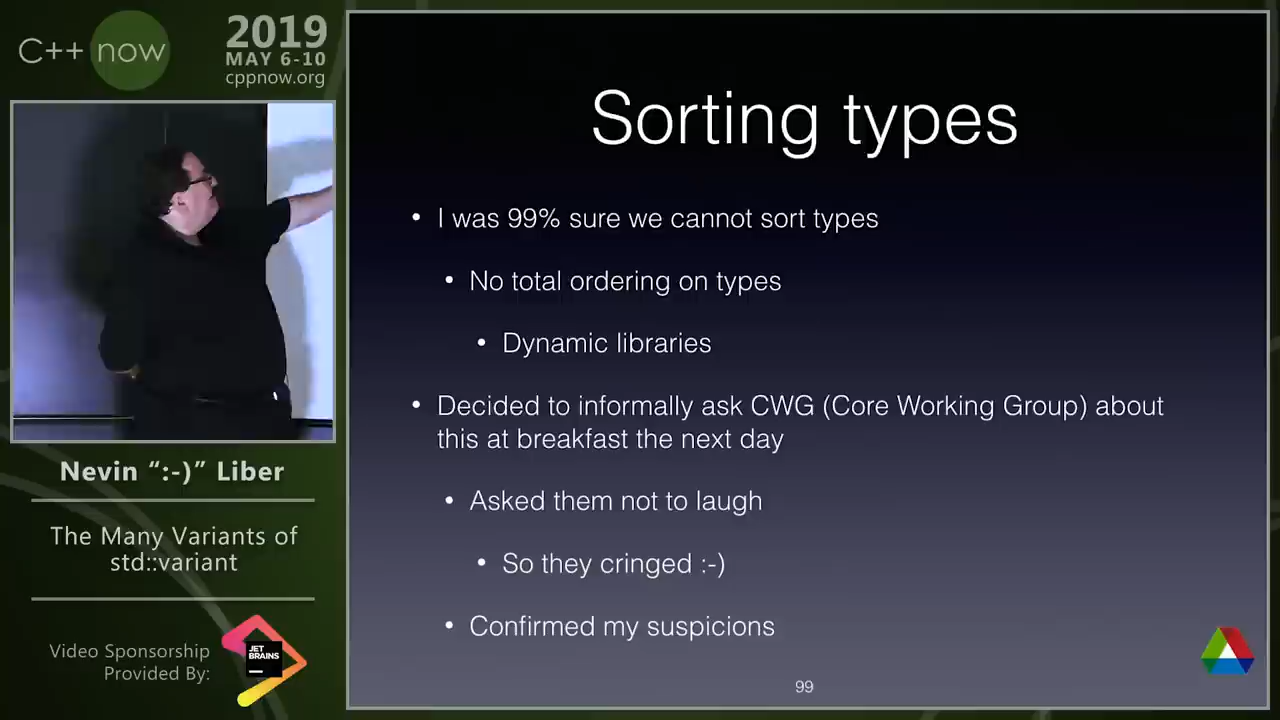 C++ now
2019
MAY 6-10
cppnow.org
Nevin “:-)” Liber
The Many Variants of
std::variant
Video Sponsorship
Provided By:
JET
BRAINS
Sorting types
• I was 99% sure we cannot sort types
• No total ordering on types
• Dynamic libraries
• Decided to informally ask CWG (Core Working Group) about
this at breakfast the next day
• Asked them not to laugh
• So they cringed :-)
• Confirmed my suspicions
99